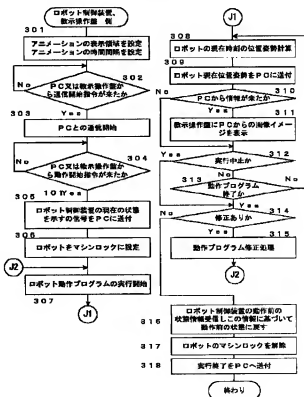 ロボット制御装置、
教示操作盤 側
301
アニメーションの表示領域を設定
アニメーションの時間間隔を設定
302
PC又は教示操作盤か
ら通信開始指令が来たか
No
Yes
303
PCとの通信開始
304
PC又は教示操作盤か
ら動作開始指令が来たか
No
Yes
305
ロボット制御装置の現在の状態
を示すの信号をPCに送付
306
ロボットをマシンロックに設定
J2
ロボット動作プログラムの実行開始
307
J1
J1
308
ロボットの現在時刻の位置姿勢計算
309
ロボット現在位置姿勢をPCに送付
310
No
PCから情報が来たか
Yes
311
教示操作盤にPCからの画像イメー
ジを表示
Yes
312
実行中止か
313
No
動作プログラム
終了か
No
Yes
314
修正ありか
No
Yes
315
動作プログラム修正処理
J2
316
ロボット制御装置の動作前の
状態情報受信しこの情報に基づいて
動作前の状態に戻す
317
ロボットのマシンロックを解除
318
実行終了をPCへ送付
終わり